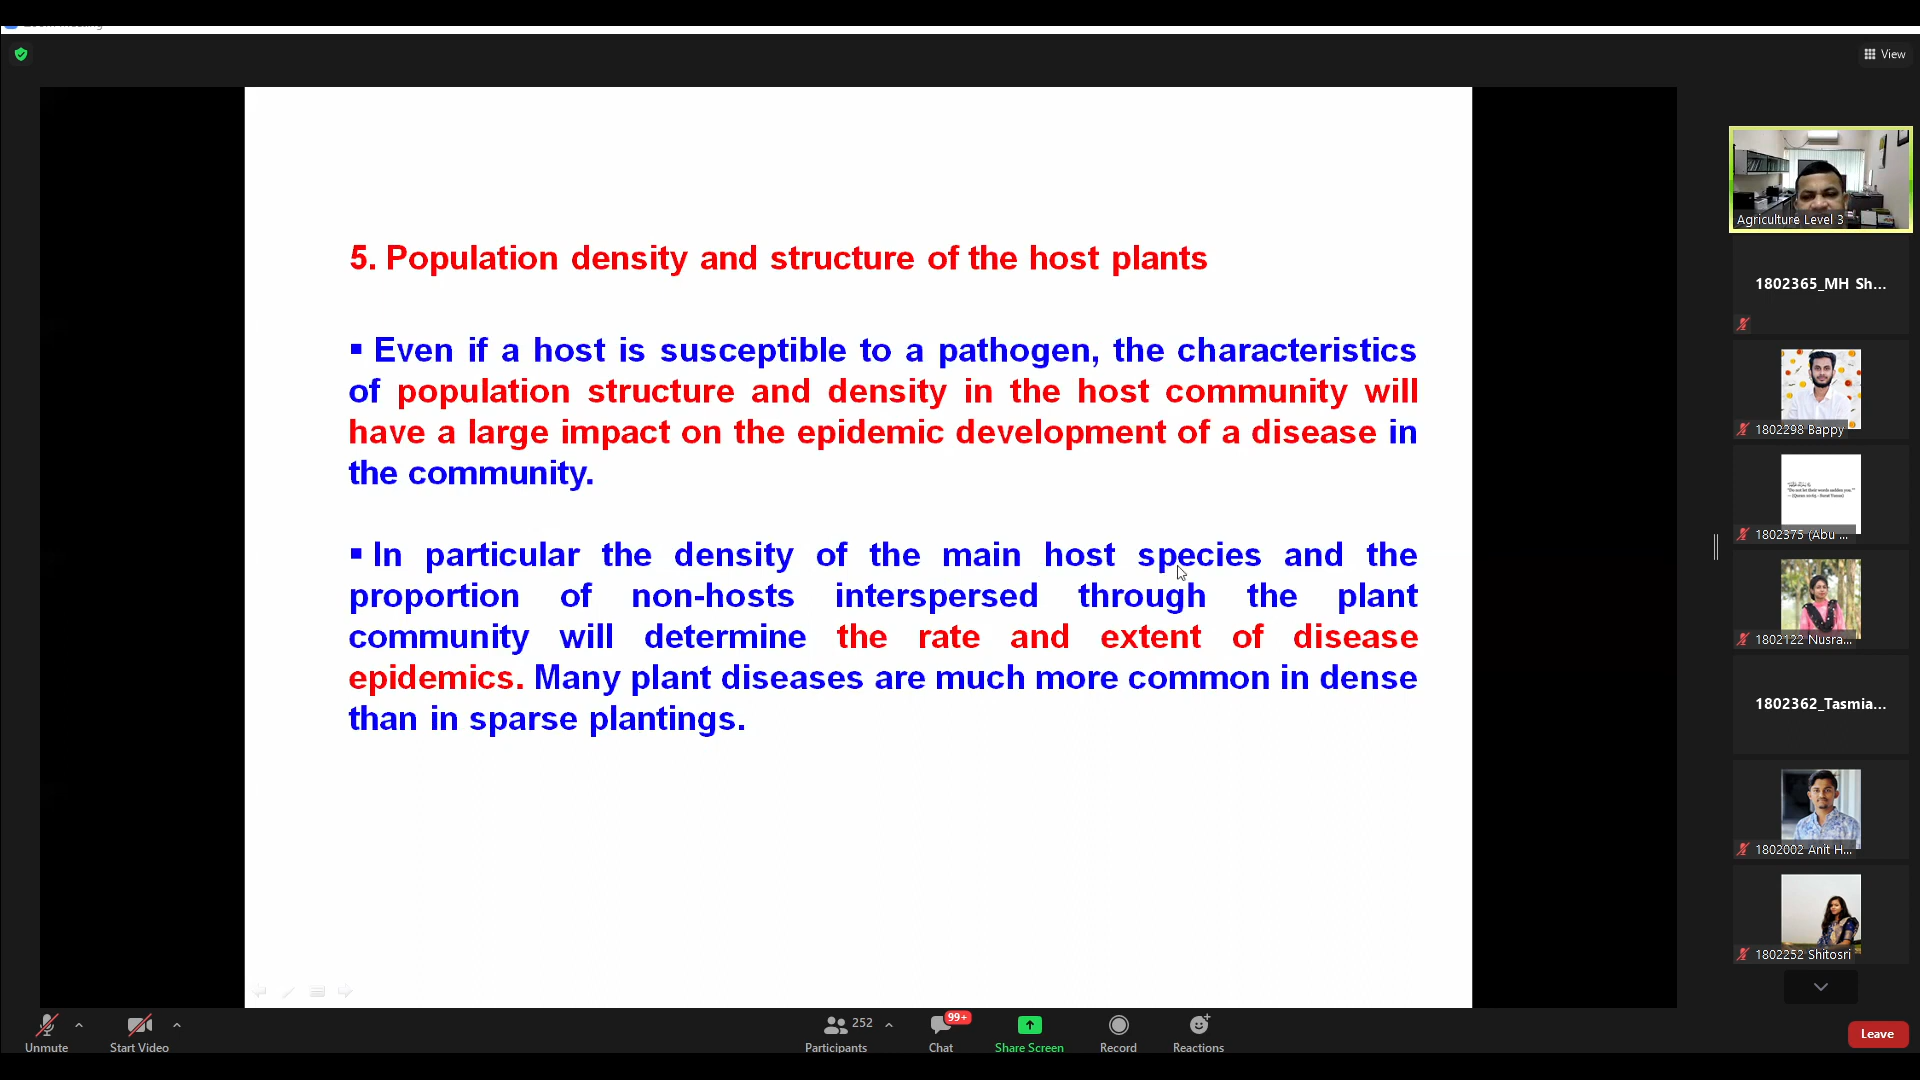 View
5. Population density and structure of the host plants
▪ Even if a host is susceptible to a pathogen, the characteristics
of population structure and density in the host community will
have a large impact on the epidemic development of a disease in
the community.
▪ In particular the density of the main host species and the
proportion of non-hosts interspersed through the plant
community will determine the rate and extent of disease
epidemics. Many plant diseases are much more common in dense
than in sparse plantings.
Agriculture Level 3
1802365_MH Sh...
1802298 Bappy
1802375 (Abu ...
1802122 Nusra...
1802362_Tasmia...
1802002 Anit H...
1802252 Shitosri
Unmute
Start Video
252
Participants
99+
Chat
Share Screen
Record
Reactions
Leave